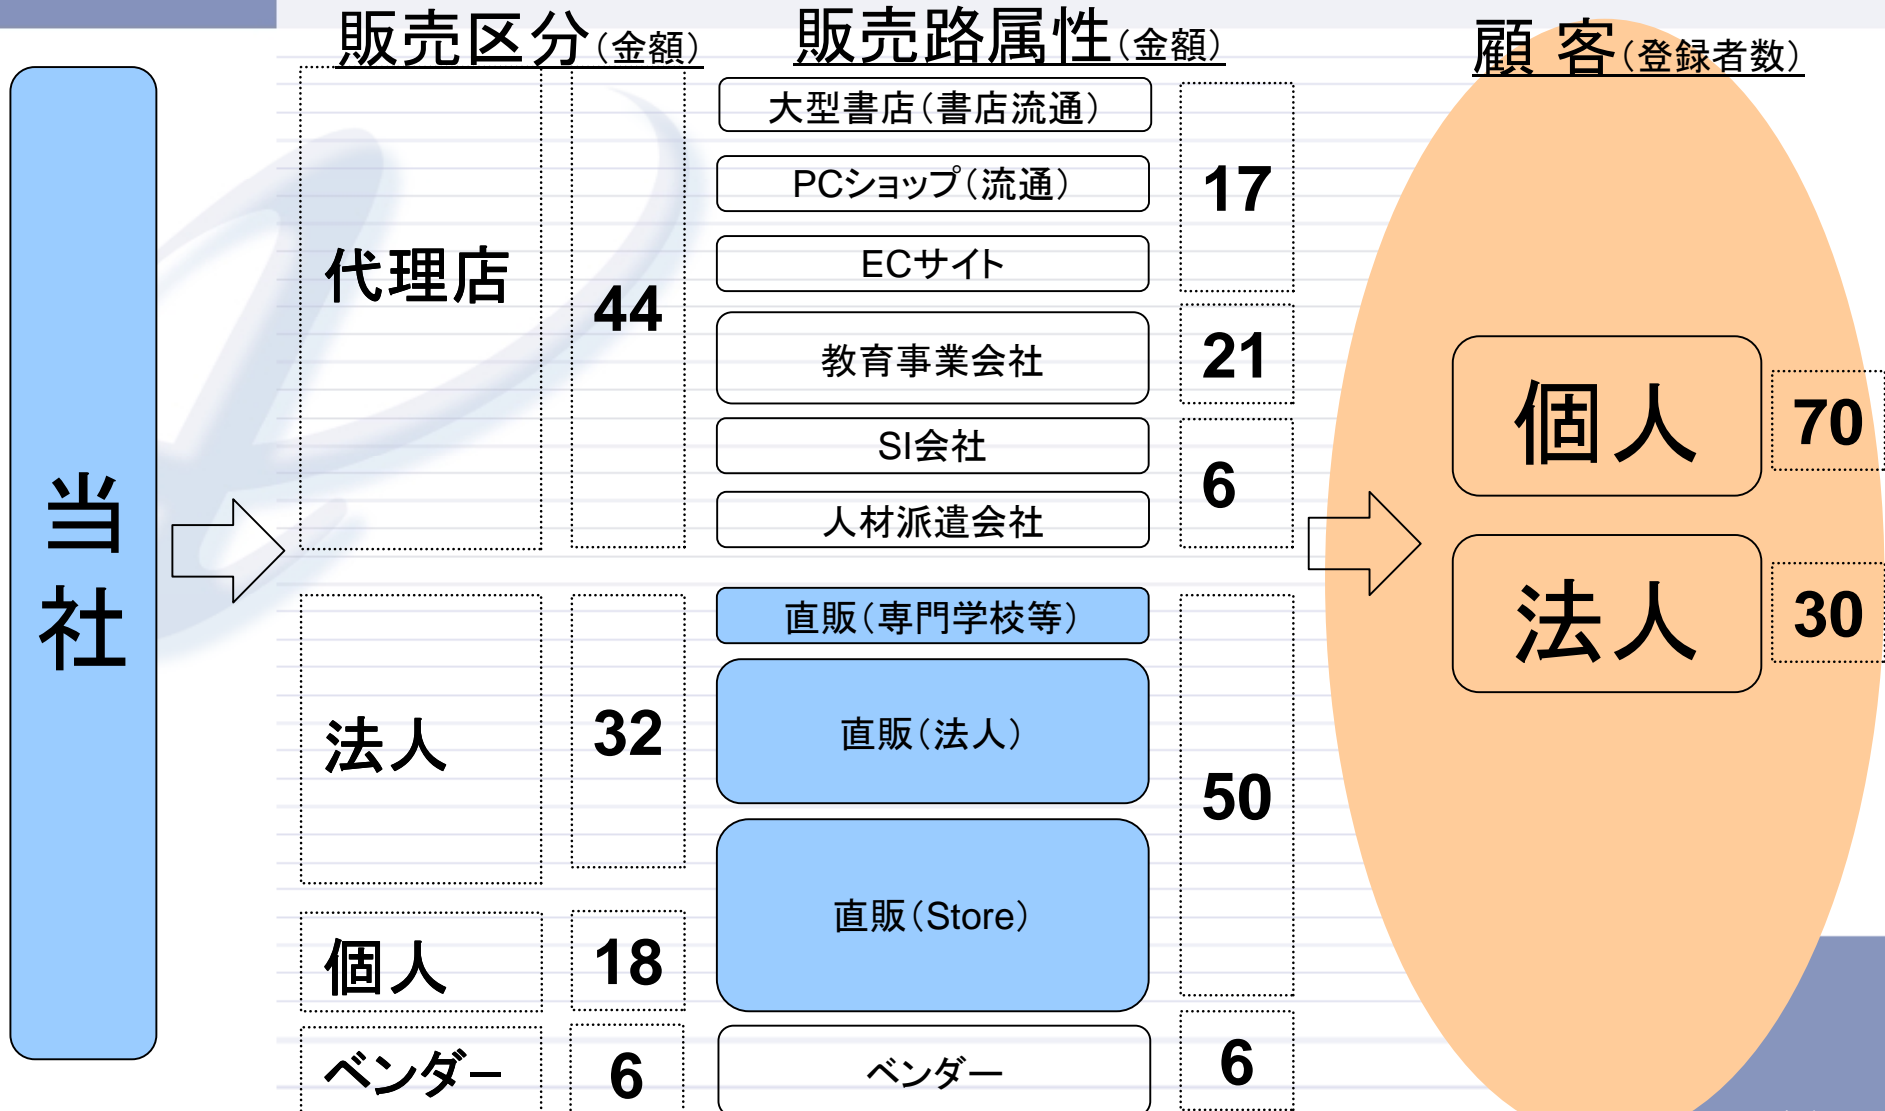 販売区分(金額)
販売路属性(金額)
顧 客(登録者数)
当
社
代理店
44
法人
32
個人
18
ベンダー
6
大型書店(書店流通)
PCショップ(流通)
ECサイト
17
教育事業会社
21
SI会社
人材派遣会社
6
直販(専門学校等)
直販(法人)
直販(Store)
50
ベンダー
6
個人
70
法人
30